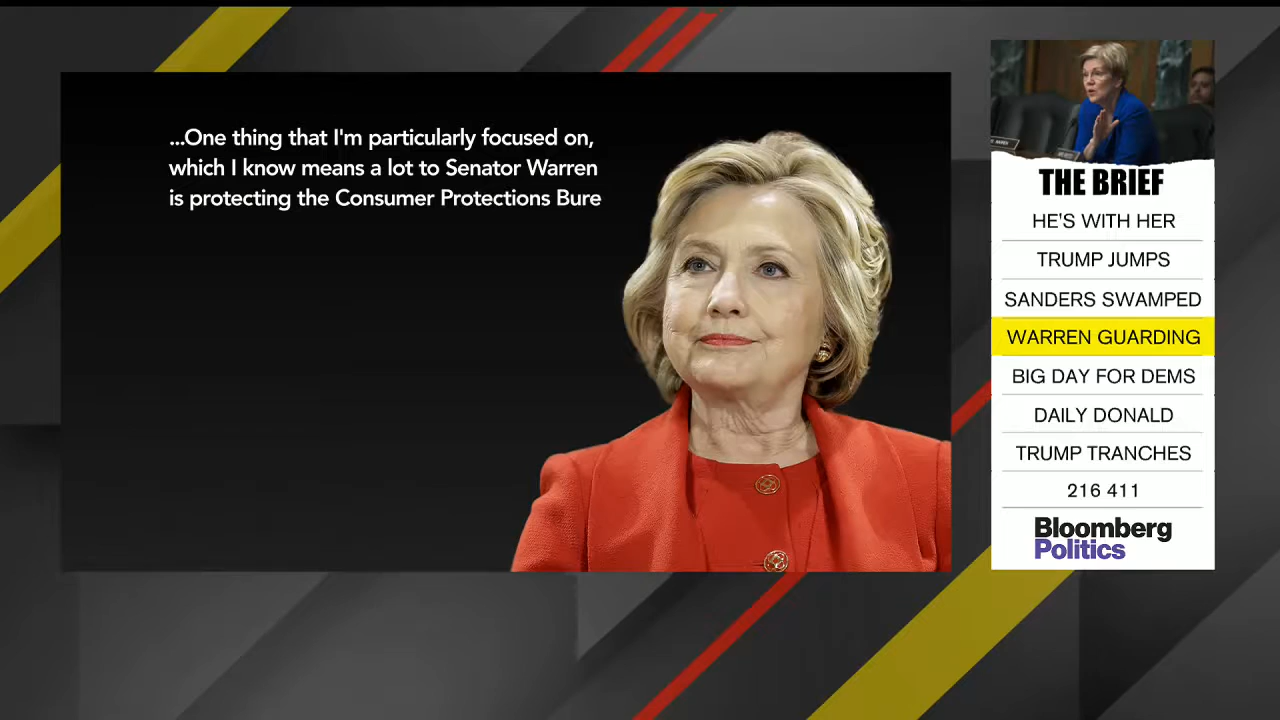 ...One thing that I'm particularly focused on,
which I know means a lot to Senator Warren
is protecting the Consumer Protections Bure
THE BRIEF
HE'S WITH HER
TRUMP JUMPS
SANDERS SWAMPED
WARREN GUARDING
BIG DAY FOR DEMS
DAILY DONALD
TRUMP TRANCHES
216 411
Bloomberg
Politics